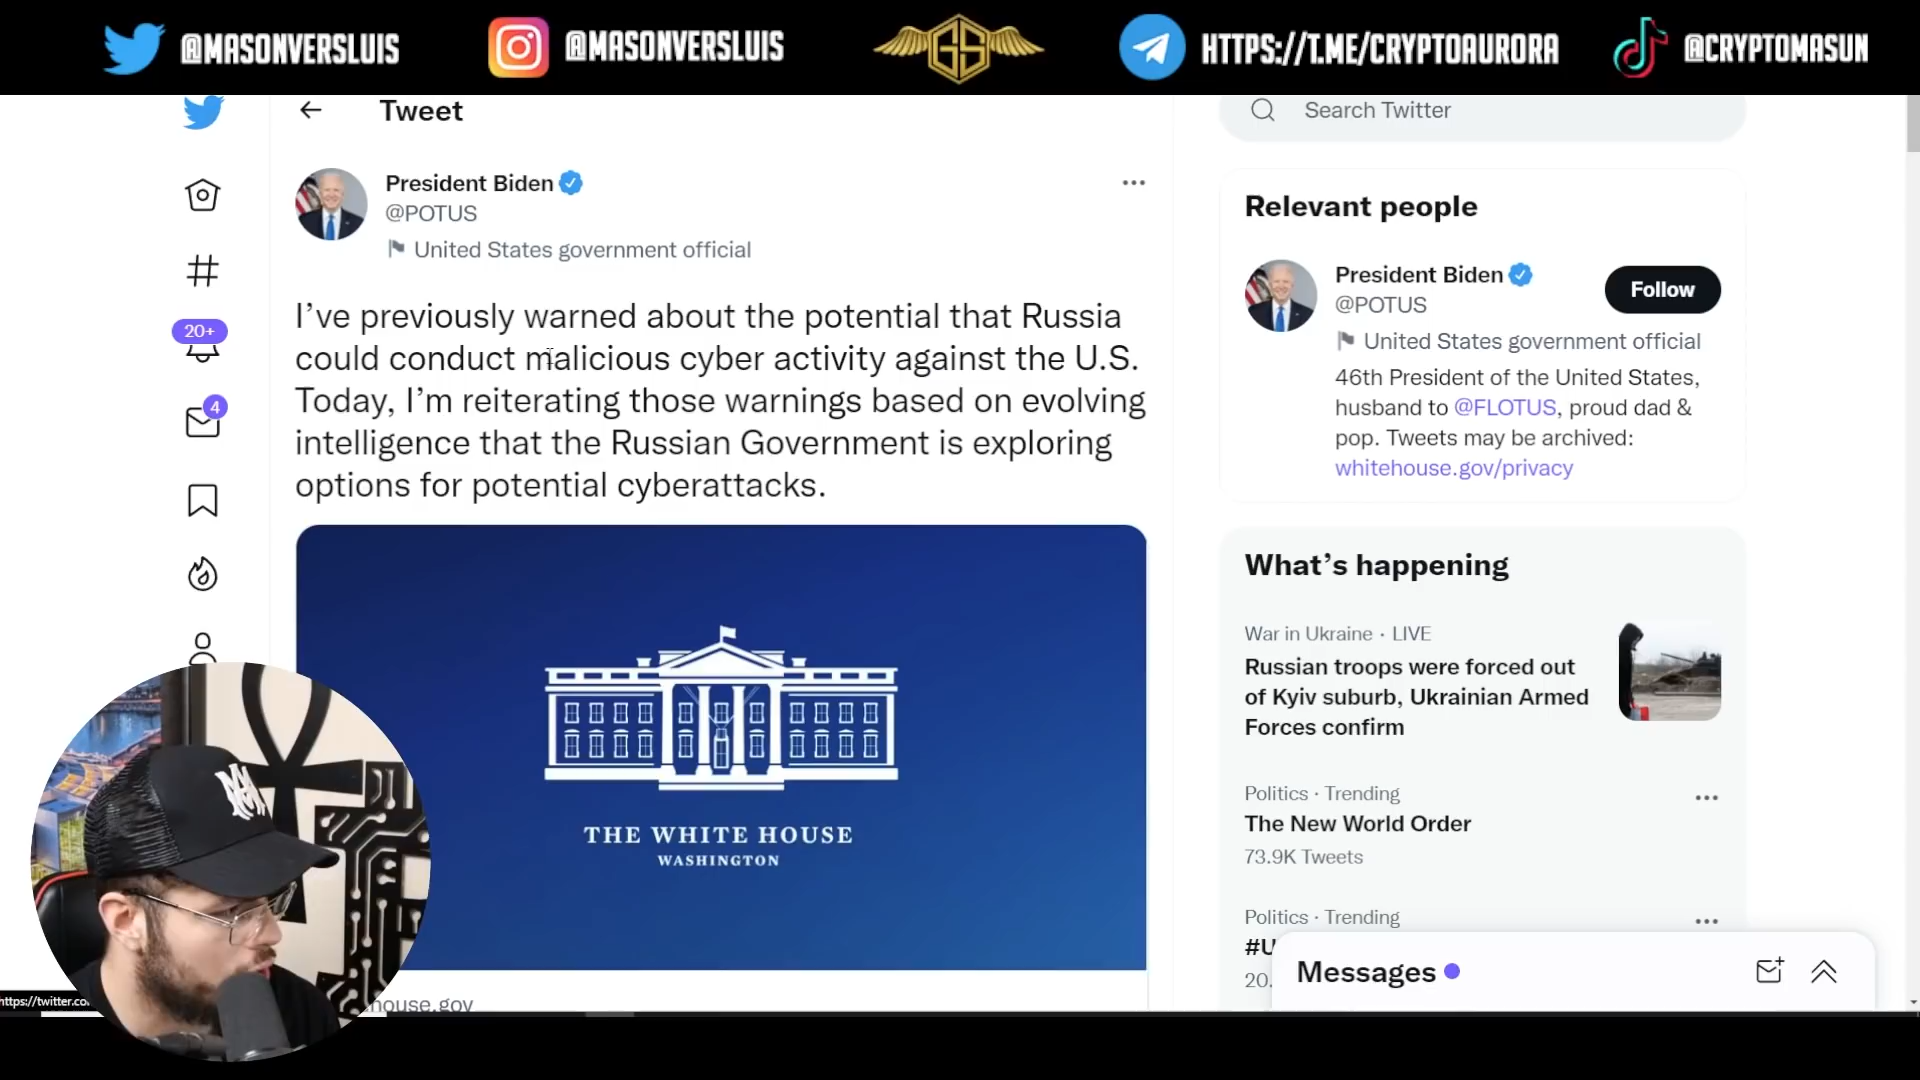 @MASONVERSLUIS
@MASONVERSLUIS
GS
HTTPS://T.ME/CRYPTOAURORA
@CRYPTOMASUN
Tweet
Search Twitter
President Biden
@POTUS
United States government official
I’ve previously warned about the potential that Russia
could conduct malicious cyber activity against the U.S.
Today, I’m reiterating those warnings based on evolving
intelligence that the Russian Government is exploring
options for potential cyberattacks.
THE WHITE HOUSE
WASHINGTON
house.gov
20+
4
https://twitter.co
Relevant people
President Biden
@POTUS
Follow
United States government official
46th President of the United States,
husband to @FLOTUS, proud dad &
pop. Tweets may be archived:
whitehouse.gov/privacy
What’s happening
War in Ukraine · LIVE
Russian troops were forced out
of Kyiv suburb, Ukrainian Armed
Forces confirm
Politics · Trending
The New World Order
73.9K Tweets
Politics · Trending
#U
20.
Messages